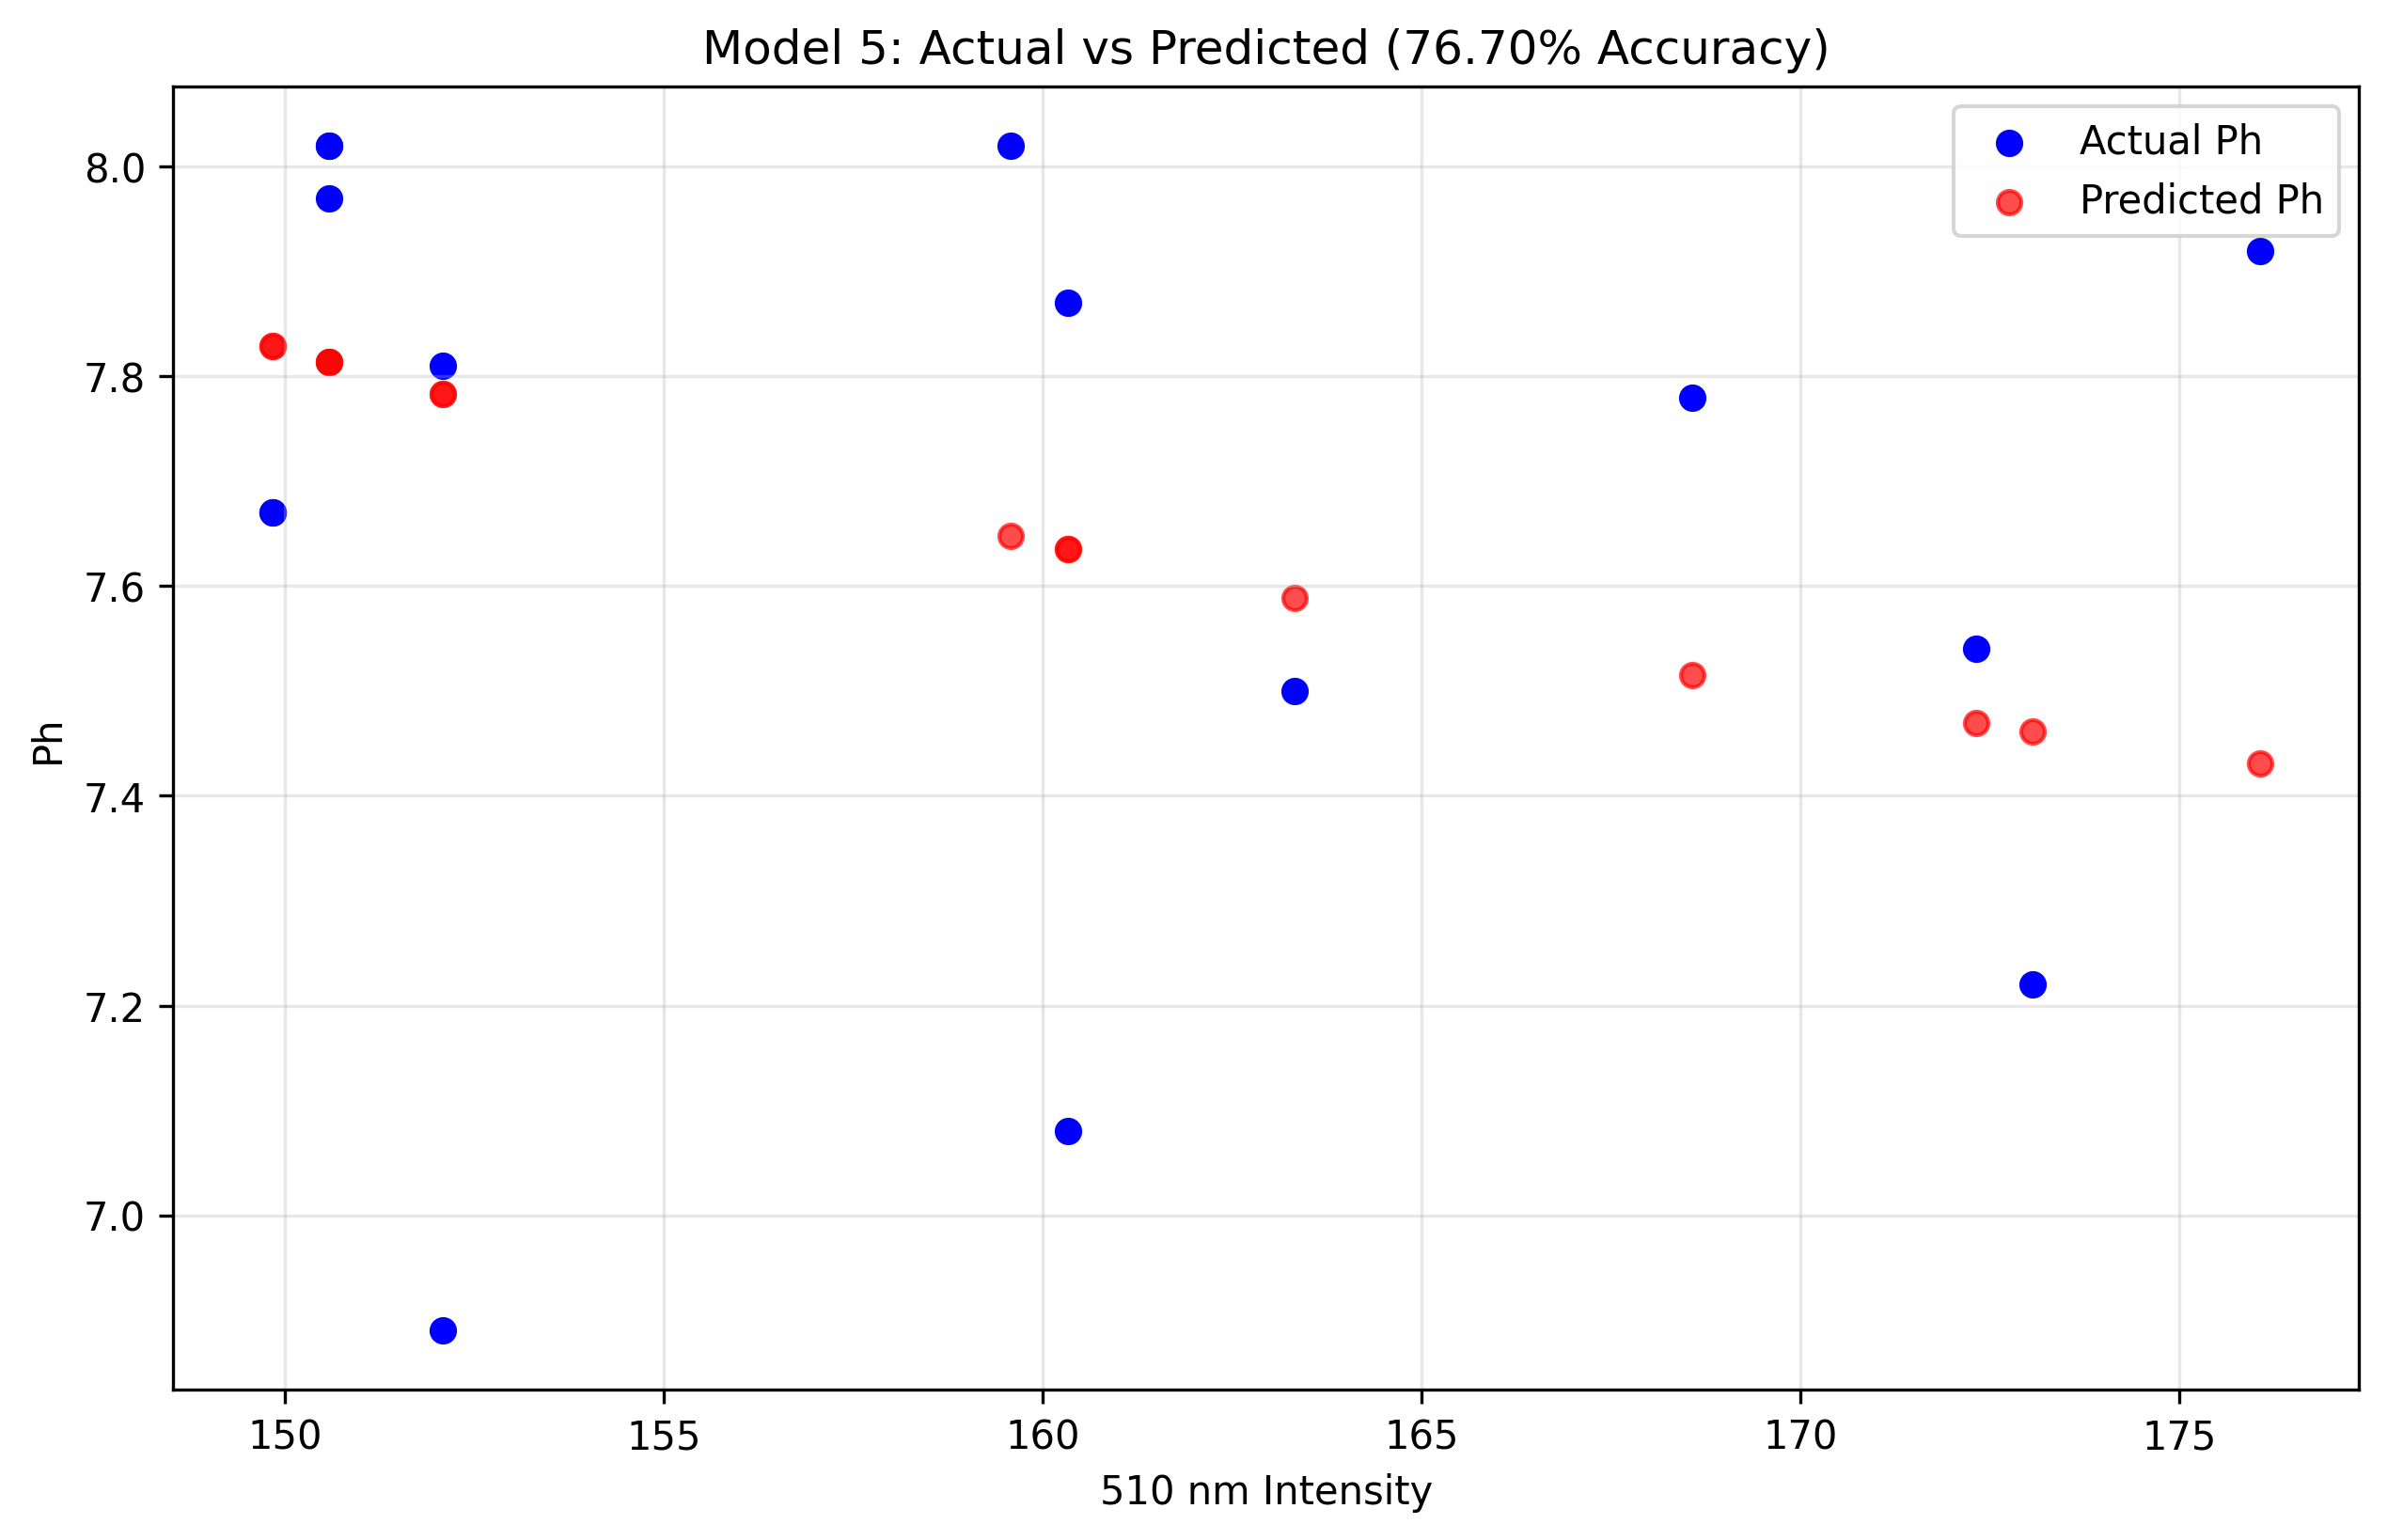 Model 5: Actual vs Predicted (76.70% Accuracy)
Actual Ph
Predicted Ph
8.0
7.8
7.6
7.4
7.2
7.0
Ph
150 155 160 165 170 175
510 nm Intensity